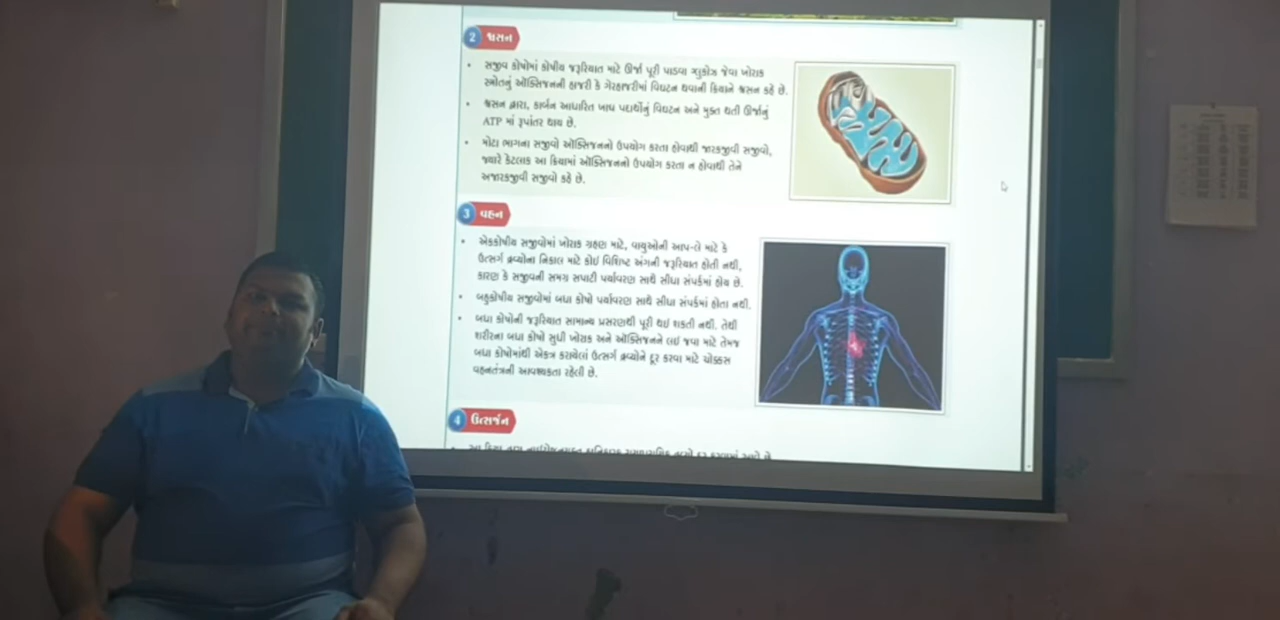 2 શ્વસન
• સજીવ કોષોમાં કોષીય જરૂરિયાત માટે ઊર્જા પૂરી પાડવા ગ્લુકોઝ જેવા ખોરાક
સ્ત્રોતનું ઑક્સિજનની હાજરી કે ગેરહાજરીમાં વિઘટન થવાની ક્રિયાને શ્વસન કહે છે.
• શ્વસન દ્વારા, કાર્બન આધારિત ખાદ્ય પદાર્થોનું વિઘટન અને મુક્ત થતી ઊર્જાનું
ATP માં રૂપાંતર થાય છે.
• મોટા ભાગના સજીવો ઑક્સિજનનો ઉપયોગ કરતા હોવાથી જારકજીવી સજીવો,
જ્યારે કેટલાક આ ક્રિયામાં ઑક્સિજનનો ઉપયોગ કરતા ન હોવાથી તેને
અજારકજીવી સજીવો કહે છે.
3 વહન
• એકકોષીય સજીવોમાં ખોરાક ગ્રહણ માટે, વાયુઓની આપ-લે માટે કે
ઉત્સર્ગ દ્રવ્યોના નિકાલ માટે કોઈ વિશિષ્ટ અંગની જરૂરિયાત હોતી નથી,
કારણ કે સજીવની સમગ્ર સપાટી પર્યાવરણ સાથે સીધા સંપર્કમાં હોય છે.
• બહુકોષીય સજીવોમાં બધા કોષો પર્યાવરણ સાથે સીધા સંપર્કમાં હોતા નથી.
• બધા કોષોની જરૂરિયાત સામાન્ય પ્રસરણથી પૂરી થઈ શકતી નથી. તેથી
શરીરના બધા કોષો સુધી ખોરાક અને ઑક્સિજનને લઈ જવા માટે તેમજ
બધા કોષોમાંથી એકત્ર કરાયેલાં ઉત્સર્ગ દ્રવ્યોને દૂર કરવા માટે ચોક્કસ
વહનતંત્રની આવશ્યકતા રહેલી છે.
4 ઉત્સર્જન